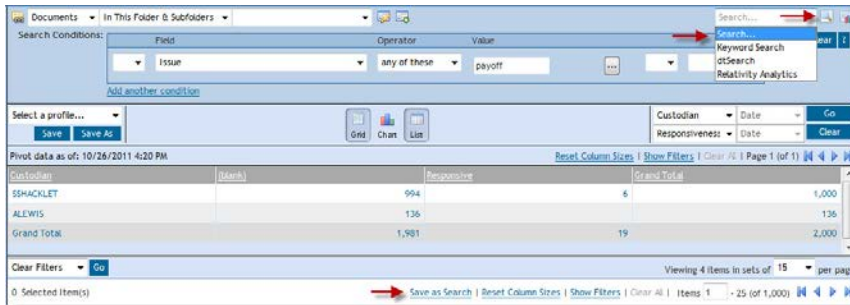 Documents In This Folder & Subfolders Search...
Search Conditions: Field Operator Value Search... ear
Keyword Search
Issue any of these payoff ... dtSearch
Relativity Analytics
Add another condition
Select a profile... Custodian Date Go
Save Save As Grid Chart List Responsiveness Date Clear
Pivot data as of: 10/26/2011 4:20 PM Reset Column Sizes | Show Filters | Clear All | Page 1 (of 1)
Custodian (blank) Responsive Grand Total
SSHACKLET 994 6 1,000
ALEWIS 136 136
Grand Total 1,981 19 2,000
Clear Filters Go Viewing 4 items in sets of 15 per pag
0 Selected Item(s) Save as Search | Reset Column Sizes | Show Filters | Clear All | Items 1 - 25 (of 1,000)